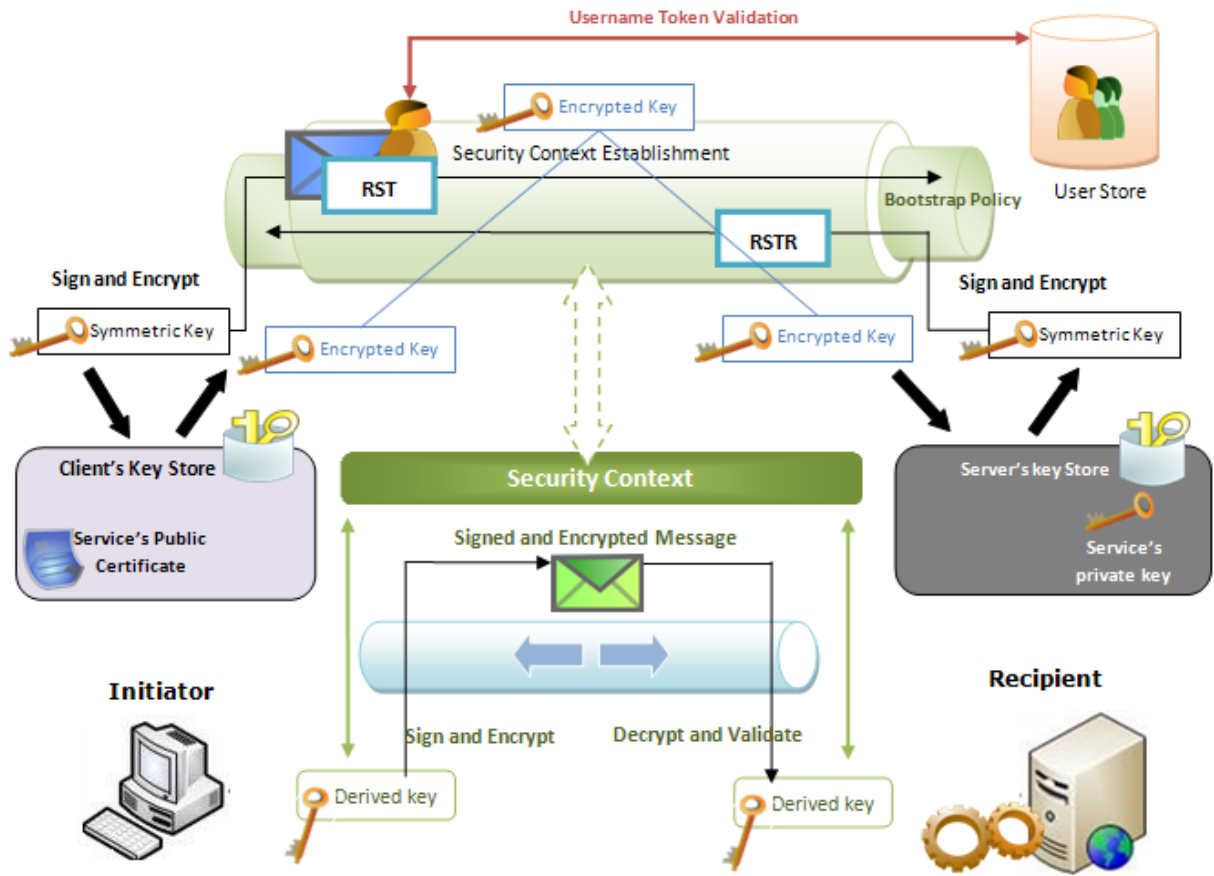 Username Token Validation
Encrypted Key
Security Context Establishment
RST
Bootstrap Policy
User Store
RSTR
Sign and Encrypt
Sign and Encrypt
Symmetric Key
Encrypted Key
Encrypted Key
Symmetric Key
Client's Key Store
Service's Public
Certificate
Security Context
Server's key Store
Service's
private key
Signed and Encrypted Message
Initiator
Recipient
Sign and Encrypt
Decrypt and Validate
Derived key
Derived key